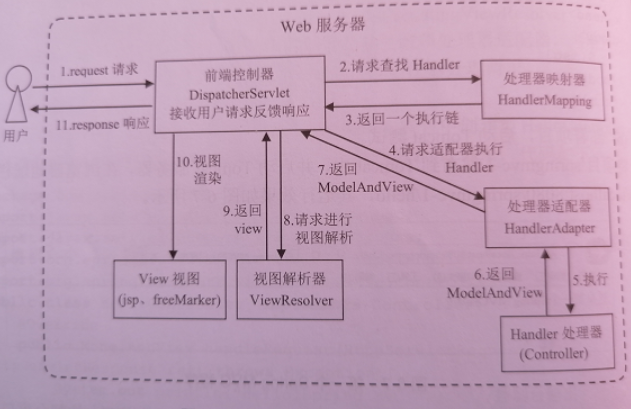 Web 服务器
1.request 请求
前端控制器
DispatcherServlet
接收用户请求反馈响应
2.请求查找 Handler
处理器映射器
HandlerMapping
3.返回一个执行链
11.response 响应
用户
10.视图
渲染
4.请求适配器执行
Handler
7.返回
ModelAndView
9.返回
view
8.请求进行
视图解析
处理器适配器
HandlerAdapter
View 视图
(jsp、freeMarker)
视图解析器
ViewResolver
6.返回
ModelAndView
5.执行
Handler 处理器
(Controller)